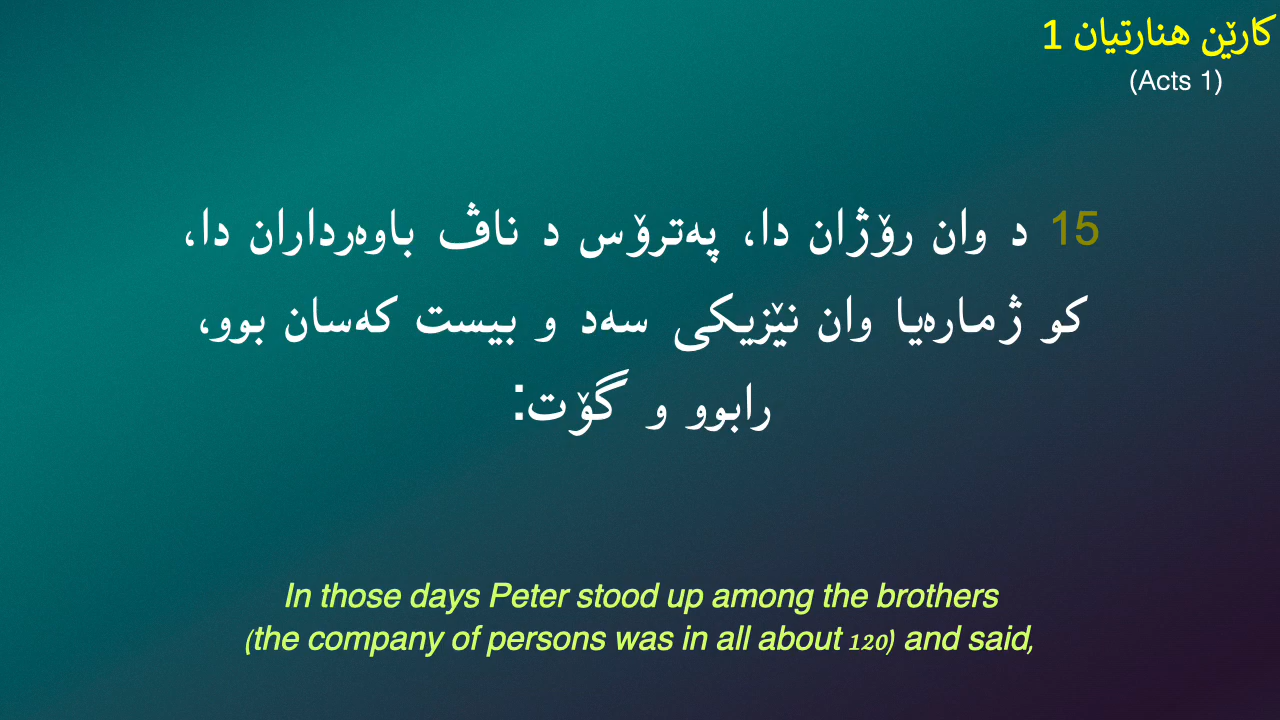 کارێن هنارتیان 1
(Acts 1)
15 د وان رۆژان دا، پەترۆس د ناڤ باوەرداران دا،
کو ژمارەیا وان نێزیکی سەد و بیست کەسان بوو،
رابوو و گۆت:
In those days Peter stood up among the brothers
(the company of persons was in all about 120) and said,